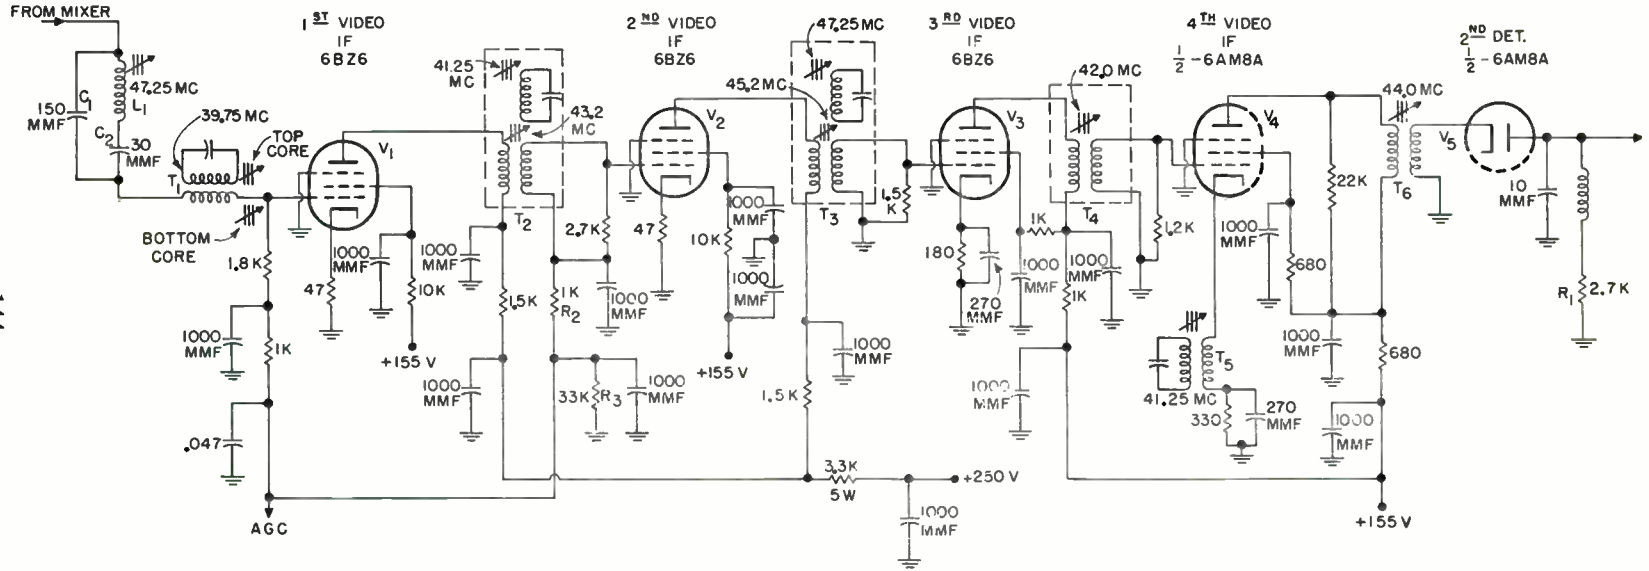 FROM MIXER
1ST VIDEO
IF
6BZ6
2ND VIDEO
IF
6BZ6
3RD VIDEO
IF
6BZ6
4TH VIDEO
IF
1/2 - 6AM8A
2ND DET.
1/2 - 6AM8A
47.25 MC
L1
C1
150
MMF
C2
30
MMF
39.75 MC
TOP
CORE
T1
BOTTOM
CORE
V1
1.8K
47
1000
MMF
10K
+155 V
1000
MMF
1K
.047
AGC
41.25
MC
43.2
MC
T2
1000
MMF
1.5K
1000
MMF
2.7K
1K
R2
1000
MMF
33K
R3
1000
MMF
V2
47
10K
1000
MMF
1000
MMF
+155 V
47.25 MC
45.2 MC
T3
1.5
K
1000
MMF
1.5K
3.3K
5W
+250 V
1000
MMF
V3
180
270
MMF
1000
MMF
1K
42.0 MC
T4
1000
MMF
1K
1000
MMF
1.2K
V4
1000
MMF
680
22K
41.25 MC
T5
330
270
MMF
1000
MMF
680
1000
MMF
+155 V
44.0 MC
T6
V5
10
MMF
R1
2.7K